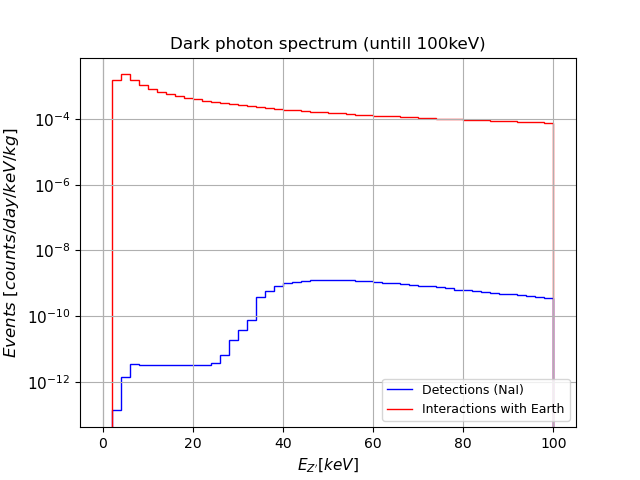 Dark photon spectrum (untill 100keV)
Events [counts/day/keV/kg]
10⁻⁴
10⁻⁶
10⁻⁸
10⁻¹⁰
10⁻¹²
Detections (NaI)
Interactions with Earth
0 20 40 60 80 100
E_{Z'}[keV]